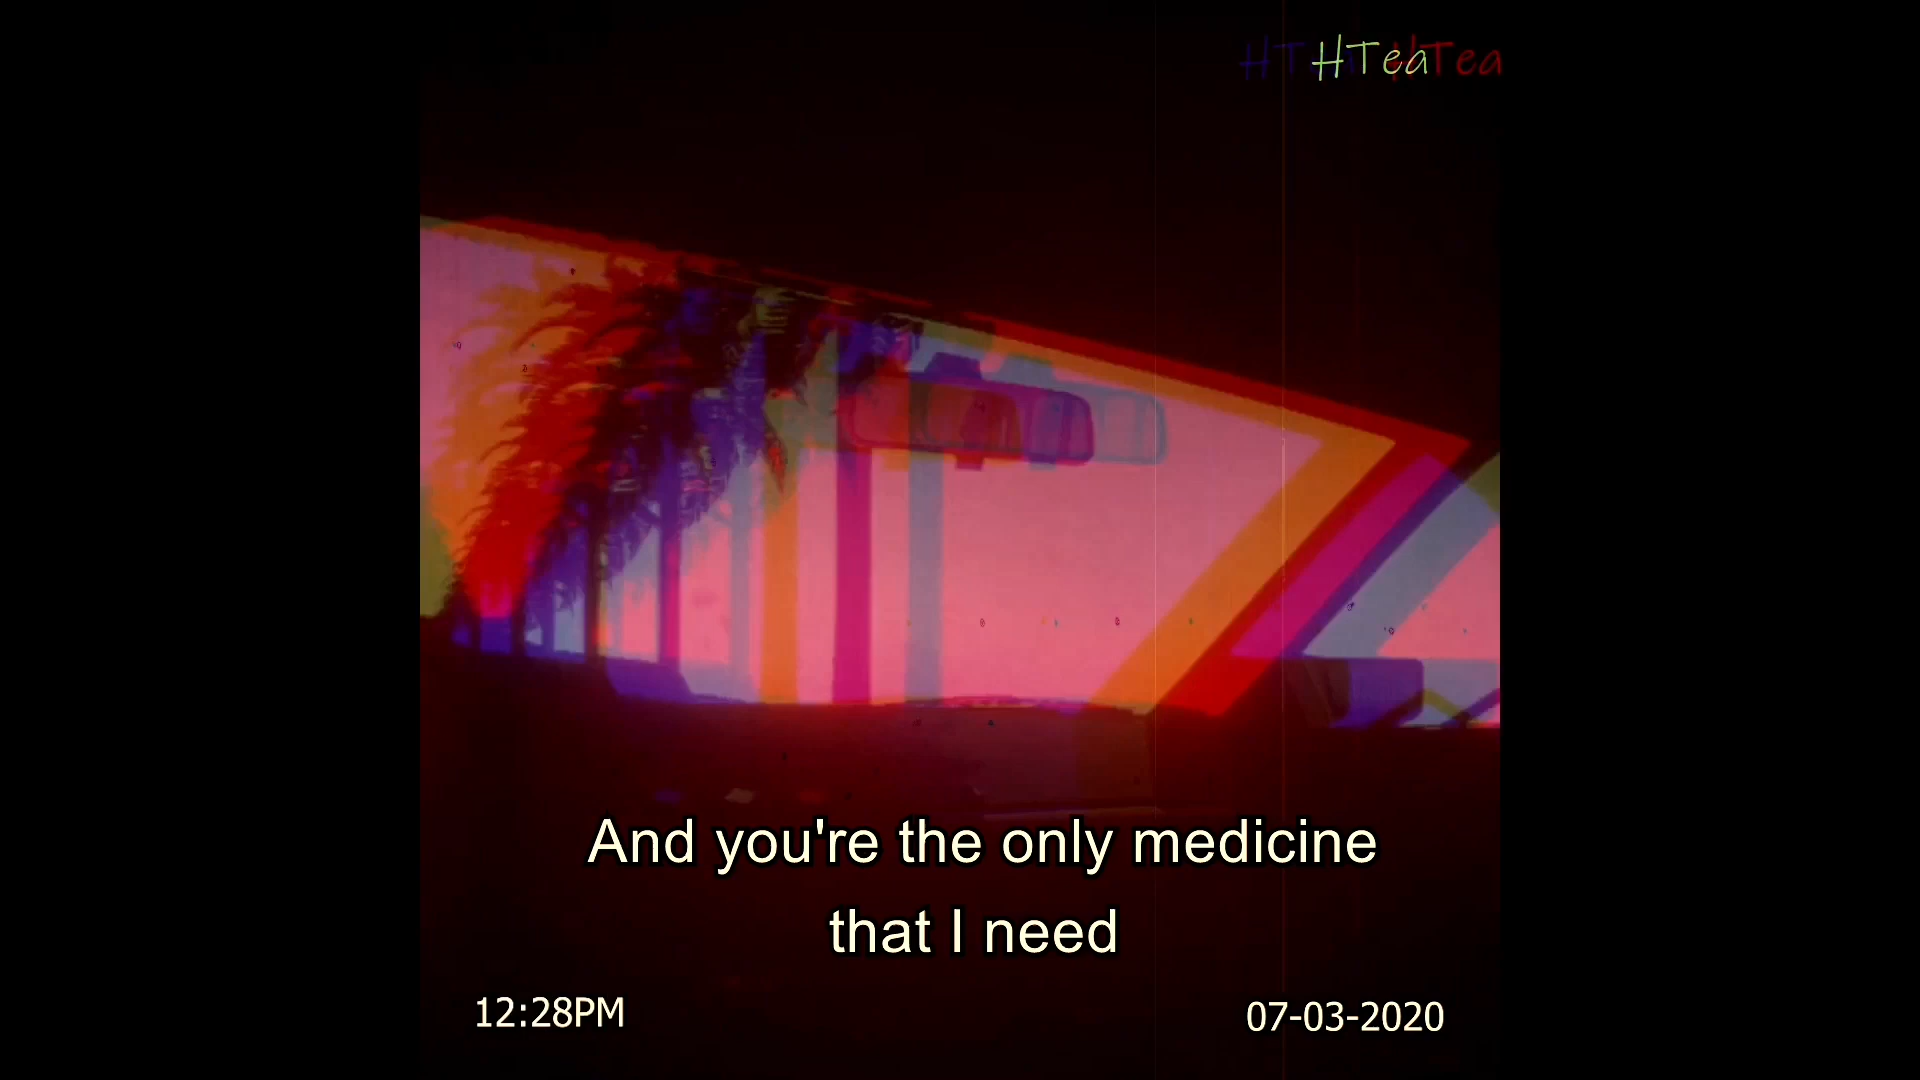 HTea
And you're the only medicine
that I need
12:28PM
07-03-2020